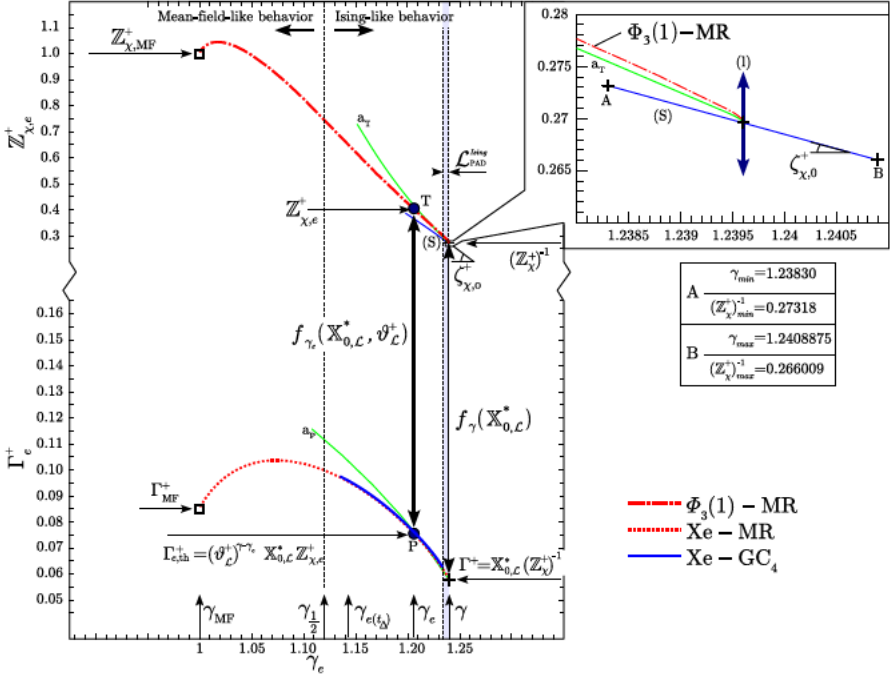 Mean-field-like behavior
Ising-like behavior
ℤ⁺χ,MF
1.0
0.9
0.8
0.7
0.6
0.5
0.4
0.3
ℤ⁺χ,e
a_T
T
ℤ⁺χ,e
(S)
ζ⁺χ,0
(ℤ⁺χ)⁻¹
ℒ^Ising_PAD
f_γe(𝕏*0,ℒ, ϑ⁺ℒ)
f_γ(𝕏*0,ℒ)
0.16
0.15
0.14
0.13
0.12
0.11
0.10
0.09
0.08
0.07
0.06
0.05
Γ⁺e
a_Γ
Γ⁺MF
P
Γ⁺e,th=(ϑ⁺ℒ)^γ-γe 𝕏*0,ℒ ℤ⁺χ,e
Γ⁺=𝕏*0,ℒ(ℤ⁺χ)⁻¹
γMF
γ1/2
γe(tΔ)
γe
γ
1 1.05 1.10 1.15 1.20 1.25
γe
0.28
0.275
0.27
0.265
Φ3(1)−MR
a_T
A
(S)
(l)
ζ⁺χ,0
B
1.2385 1.239 1.2395 1.24 1.2405
A
γmin=1.23830
(ℤ⁺χ)⁻¹min=0.27318
B
γmax=1.2408875
(ℤ⁺χ)⁻¹max=0.266009
Φ3(1) − MR
Xe − MR
Xe − GC4